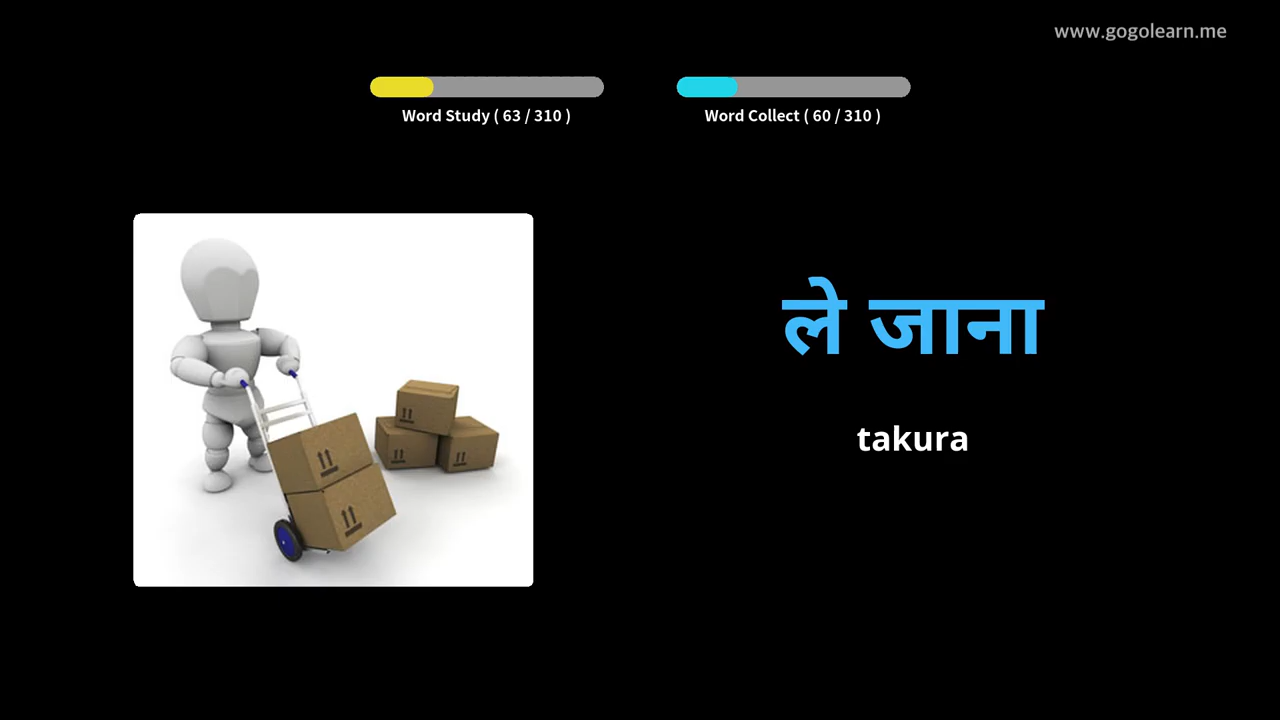 www.gogolearn.me
Word Study ( 63 / 310 )
Word Collect ( 60 / 310 )
ले जाना
takura